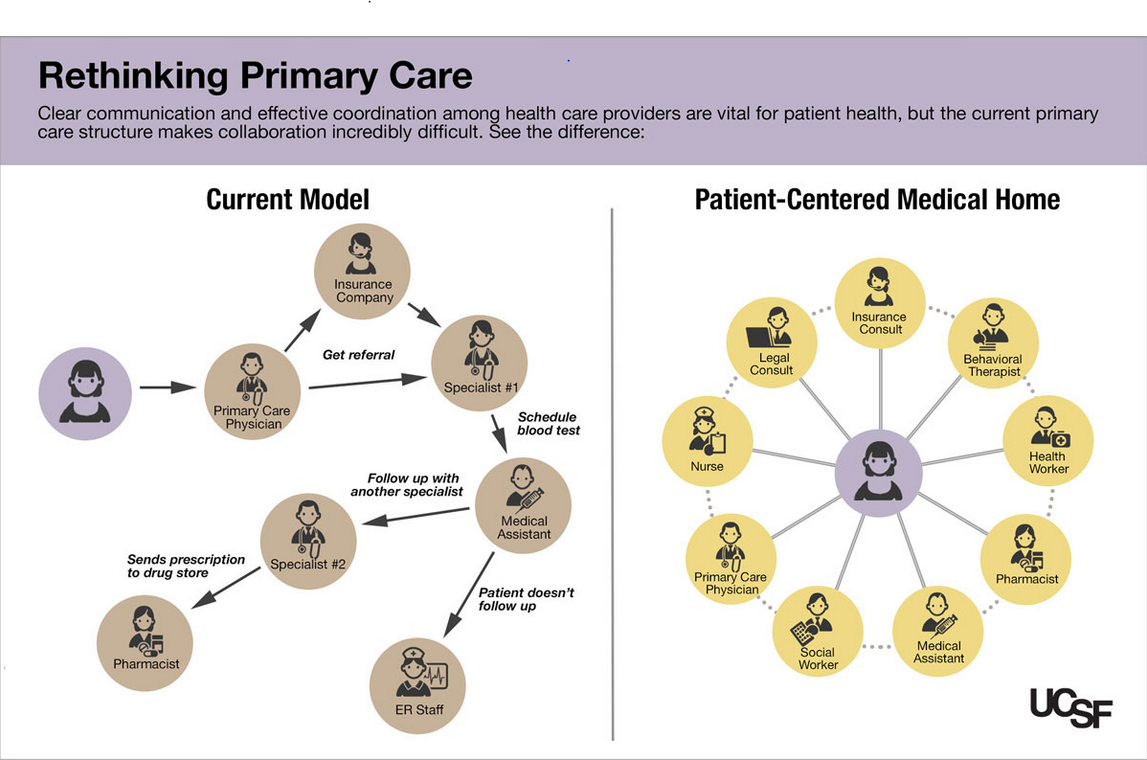 Rethinking Primary Care
Clear communication and effective coordination among health care providers are vital for patient health, but the current primary
care structure makes collaboration incredibly difficult. See the difference:
Current Model
Insurance
Company
Get referral
Primary Care
Physician
Specialist #1
Schedule
blood test
Follow up with
another specialist
Medical
Assistant
Specialist #2
Sends prescription
to drug store
Patient doesn't
follow up
Pharmacist
ER Staff
Patient-Centered Medical Home
Insurance
Consult
Legal
Consult
Behavioral
Therapist
Nurse
Health
Worker
Primary Care
Physician
Pharmacist
Social
Worker
Medical
Assistant
UCSF